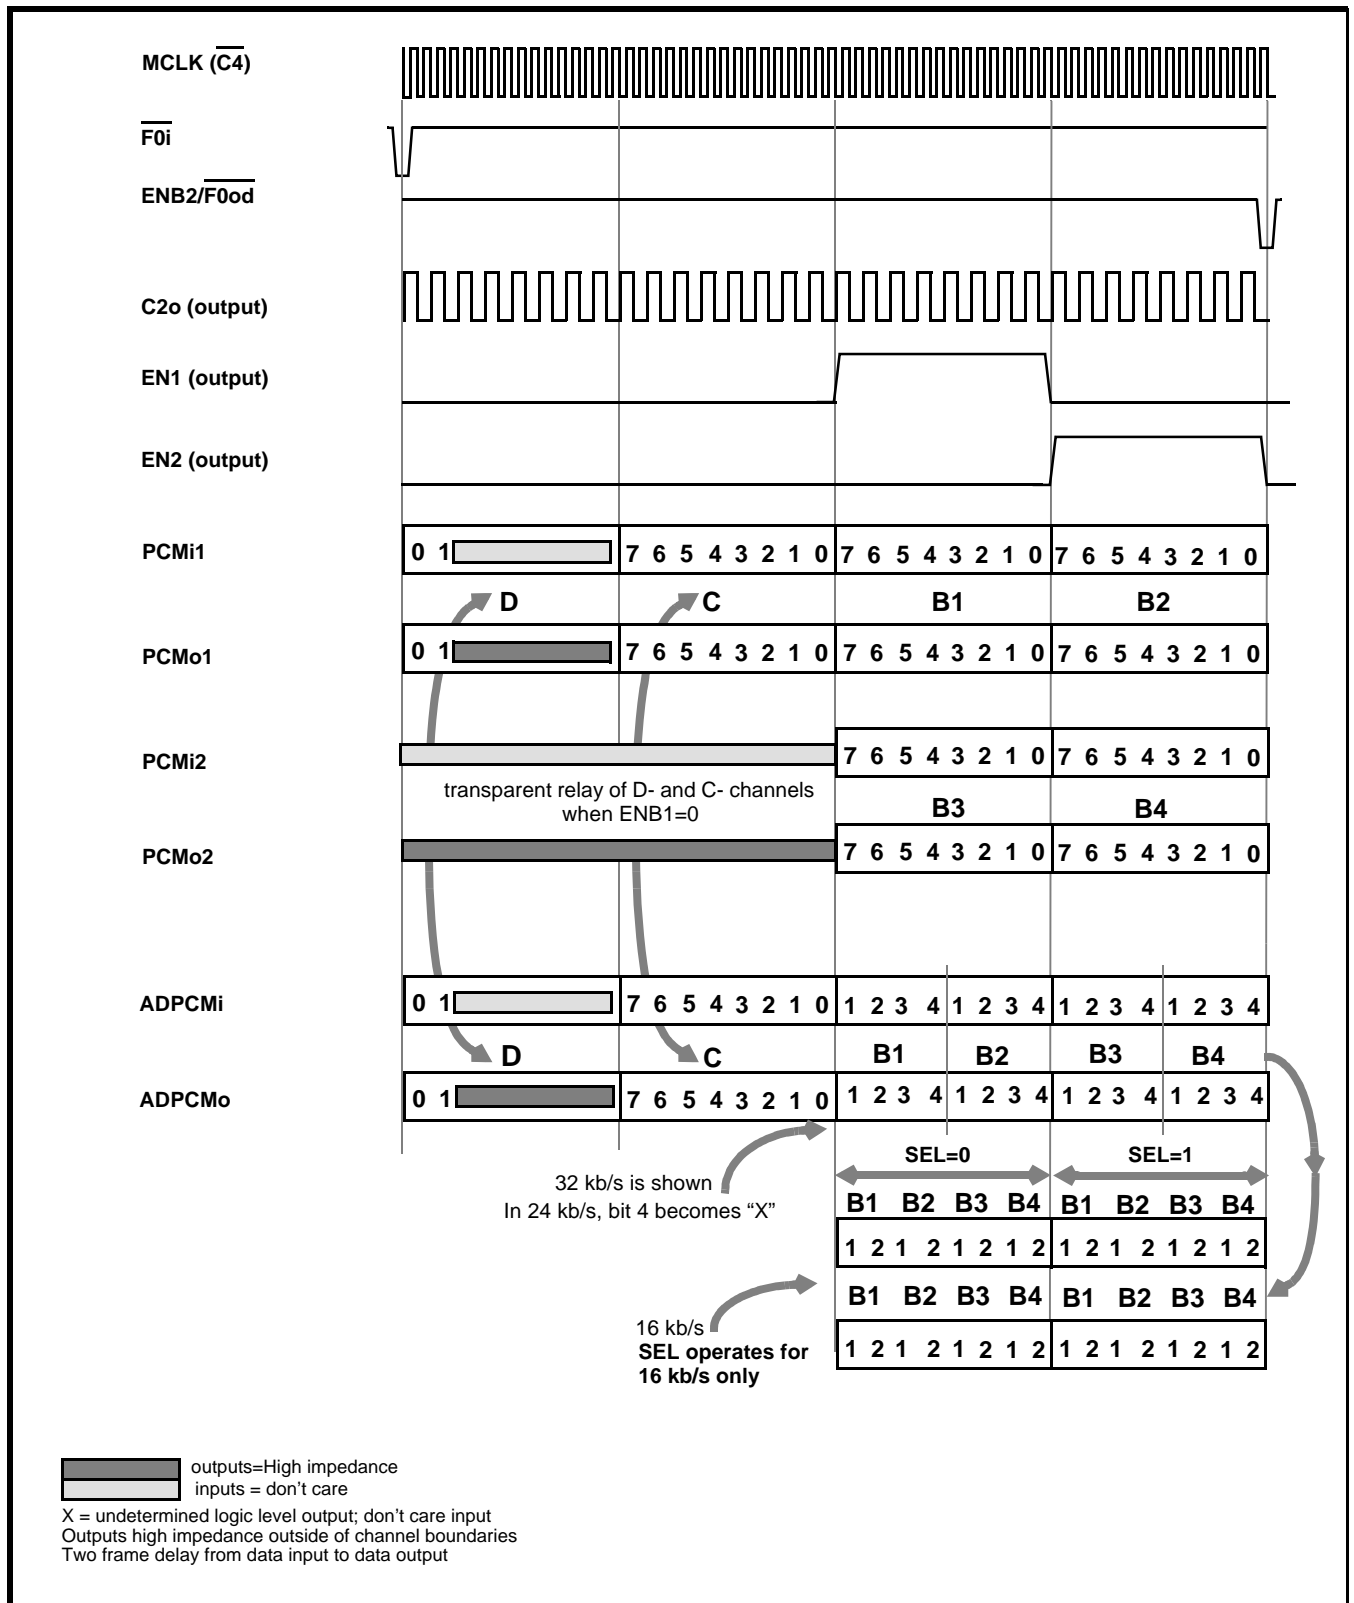 MCLK (C4)
F0i
ENB2/F0od
C2o (output)
EN1 (output)
EN2 (output)
PCMi1
0 1 7 6 5 4 3 2 1 0 7 6 5 4 3 2 1 0 7 6 5 4 3 2 1 0
D C B1 B2
PCMo1
0 1 7 6 5 4 3 2 1 0 7 6 5 4 3 2 1 0 7 6 5 4 3 2 1 0
PCMi2
7 6 5 4 3 2 1 0 7 6 5 4 3 2 1 0
transparent relay of D- and C- channels
when ENB1=0
B3 B4
PCMo2
7 6 5 4 3 2 1 0 7 6 5 4 3 2 1 0
ADPCMi
0 1 7 6 5 4 3 2 1 0 1 2 3 4 1 2 3 4 1 2 3 4 1 2 3 4
D C B1 B2 B3 B4
ADPCMo
0 1 7 6 5 4 3 2 1 0 1 2 3 4 1 2 3 4 1 2 3 4 1 2 3 4
SEL=0 SEL=1
32 kb/s is shown
In 24 kb/s, bit 4 becomes “X”
B1 B2 B3 B4 B1 B2 B3 B4
1 2 1 2 1 2 1 2 1 2 1 2 1 2 1 2
B1 B2 B3 B4 B1 B2 B3 B4
16 kb/s
SEL operates for
16 kb/s only
1 2 1 2 1 2 1 2 1 2 1 2 1 2 1 2
outputs=High impedance
inputs = don't care
X = undetermined logic level output; don't care input
Outputs high impedance outside of channel boundaries
Two frame delay from data input to data output